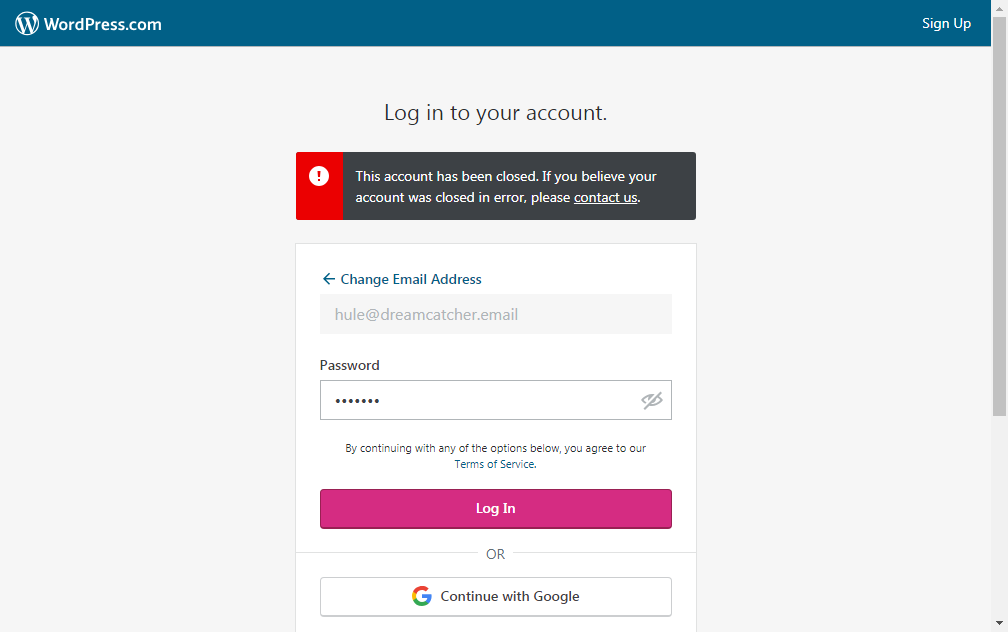 WordPress.com
Sign Up
Log in to your account.
This account has been closed. If you believe your
account was closed in error, please contact us.
← Change Email Address
hule@dreamcatcher.email
Password
•••••••
By continuing with any of the options below, you agree to our
Terms of Service.
Log In
OR
Continue with Google